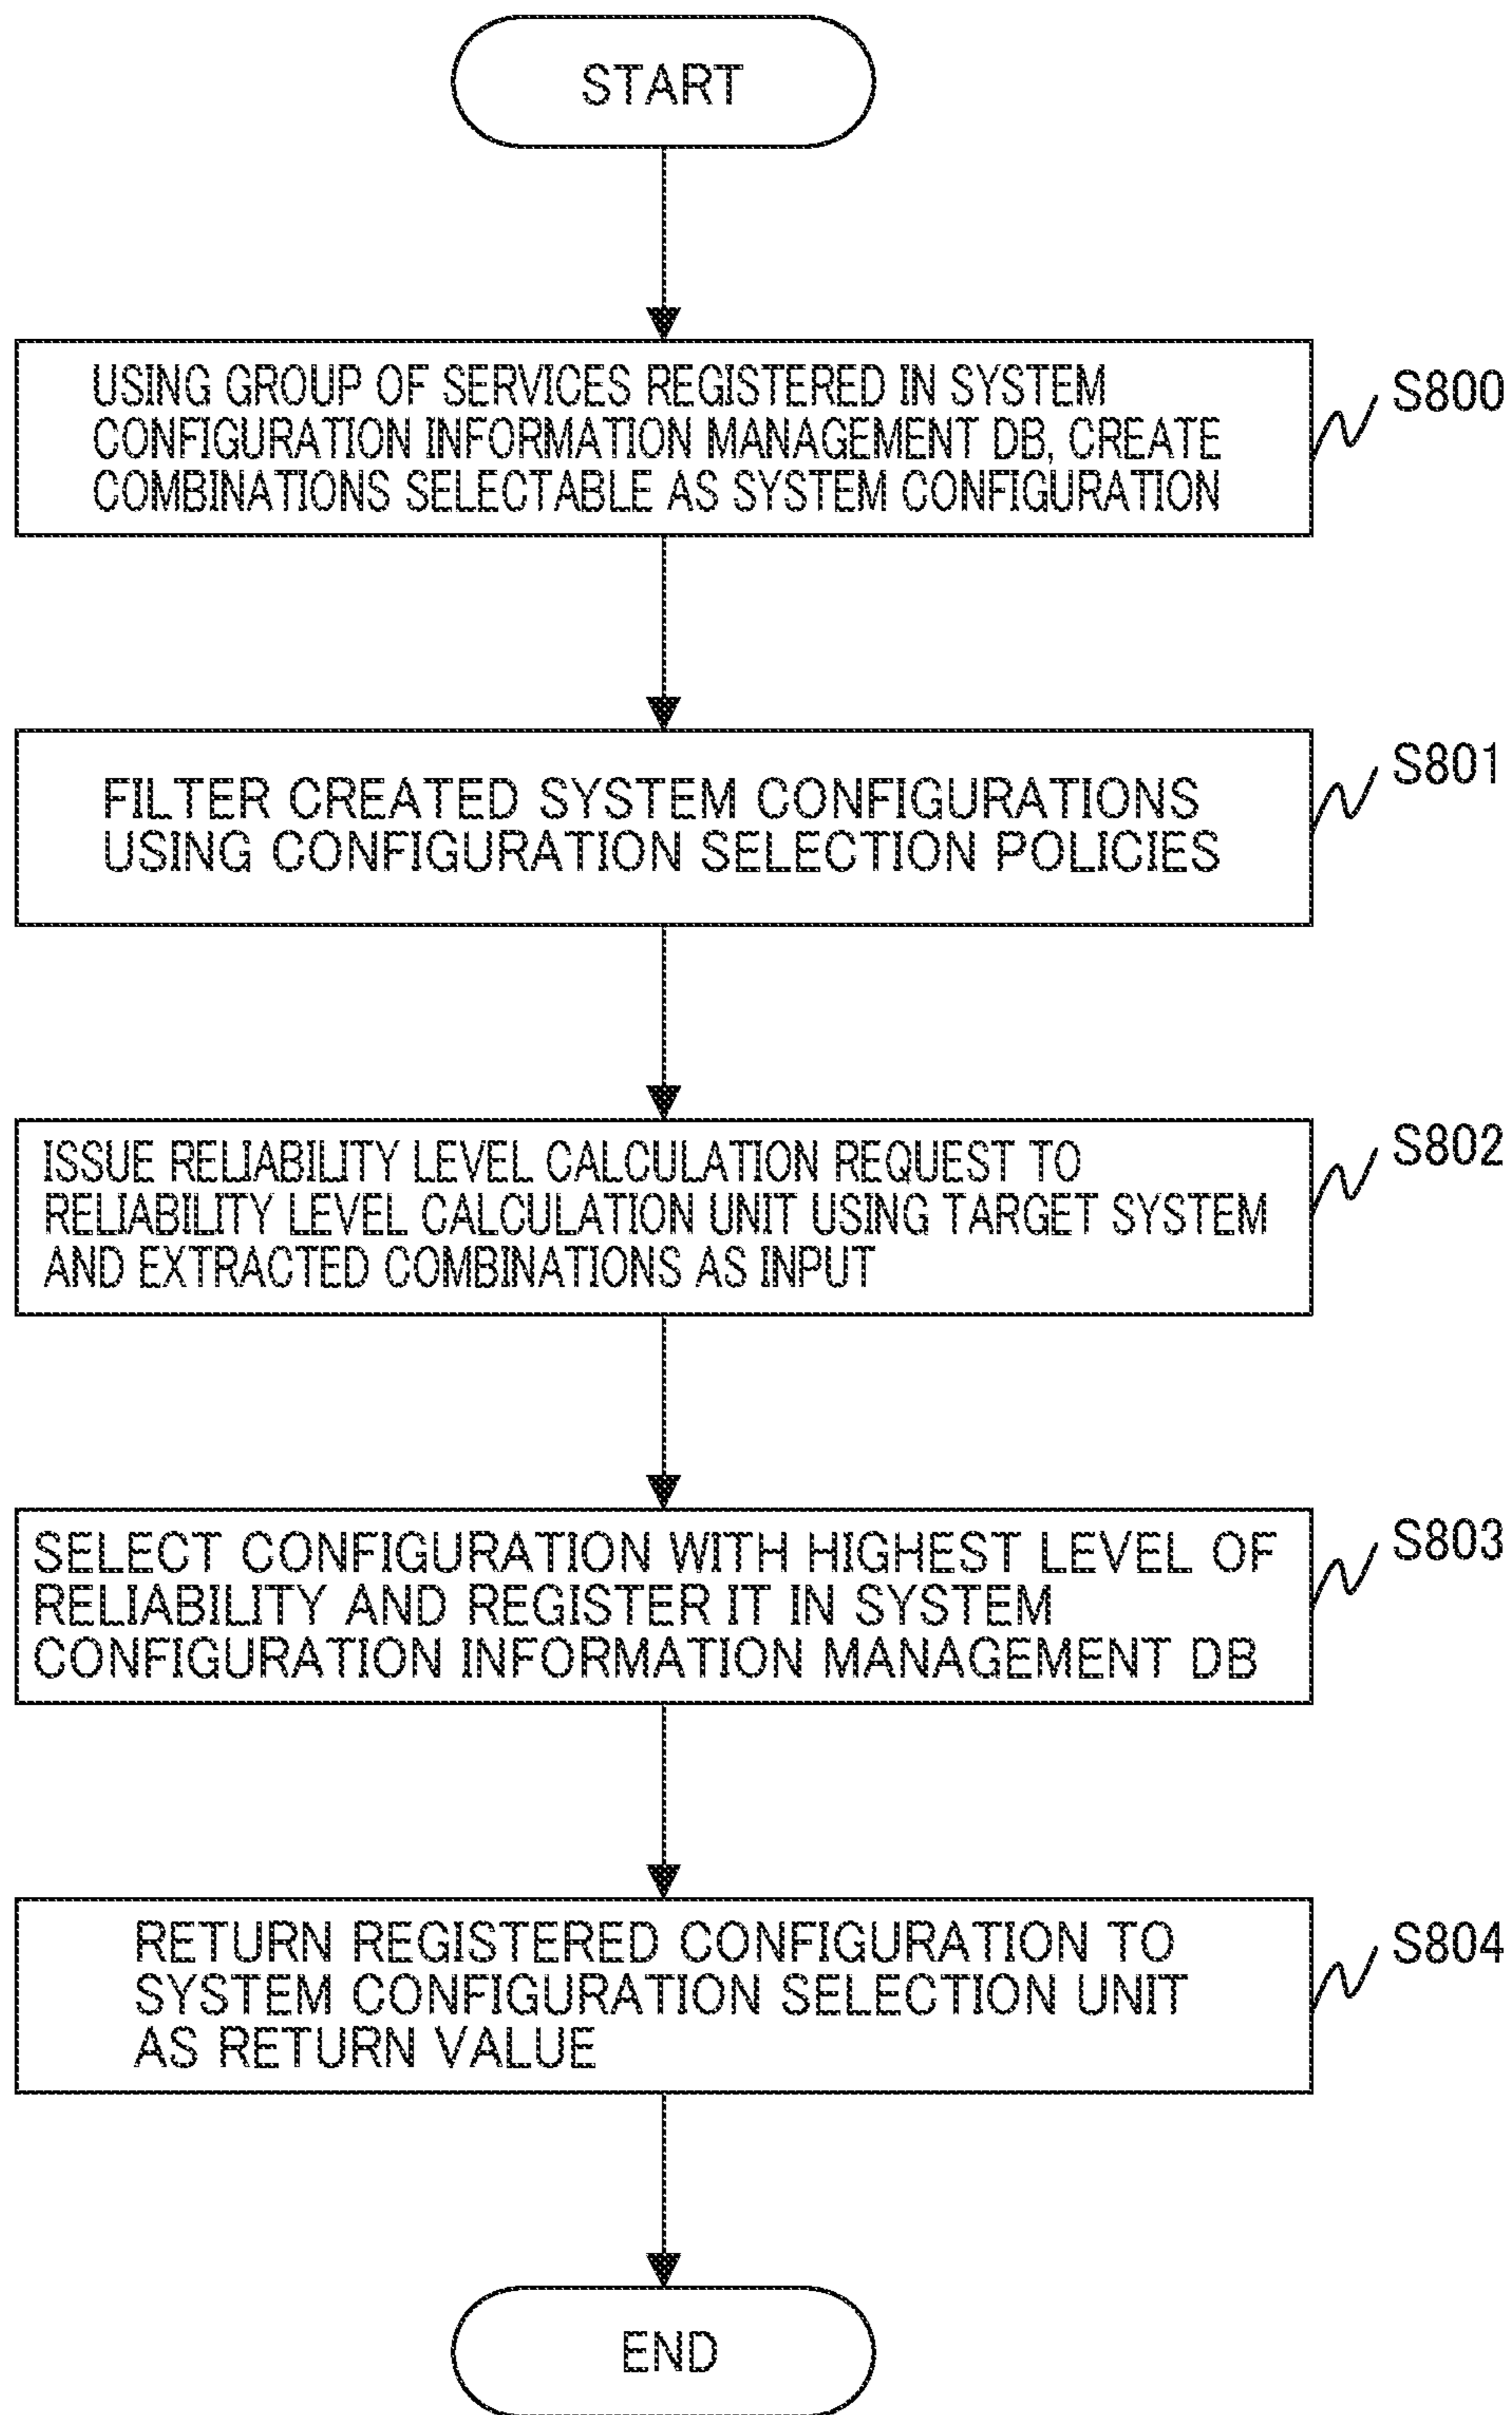 START
USING GROUP OF SERVICES REGISTERED IN SYSTEM
CONFIGURATION INFORMATION MANAGEMENT DB, CREATE
COMBINATIONS SELECTABLE AS SYSTEM CONFIGURATION
S800
FILTER CREATED SYSTEM CONFIGURATIONS
USING CONFIGURATION SELECTION POLICIES
S801
ISSUE RELIABILITY LEVEL CALCULATION REQUEST TO
RELIABILITY LEVEL CALCULATION UNIT USING TARGET SYSTEM
AND EXTRACTED COMBINATIONS AS INPUT
S802
SELECT CONFIGURATION WITH HIGHEST LEVEL OF
RELIABILITY AND REGISTER IT IN SYSTEM
CONFIGURATION INFORMATION MANAGEMENT DB
S803
RETURN REGISTERED CONFIGURATION TO
SYSTEM CONFIGURATION SELECTION UNIT
AS RETURN VALUE
S804
END